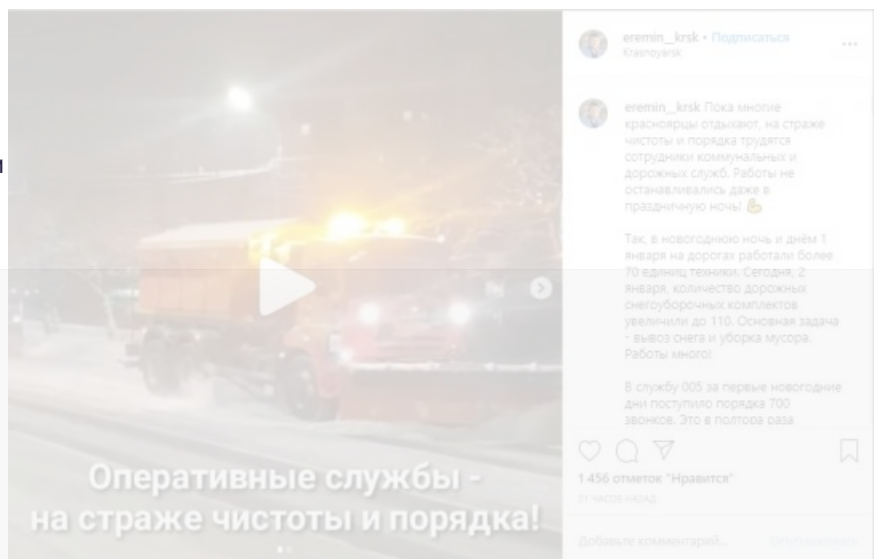 и
eremin__krsk • Подписаться
Krasnoyarsk
eremin__krsk Пока многие
красноярцы отдыхают, на страже
чистоты и порядка трудятся
сотрудники коммунальных и
дорожных служб. Работы не
останавливались даже в
праздничную ночь! 💪
Так, в новогоднюю ночь и днём 1
января на дорогах работали более
70 единиц техники. Сегодня, 2
января, количество дорожных
снегоуборочных комплектов
увеличили до 110. Основная задача
- вывоз снега и уборка мусора.
Работы много!
В службу 005 за первые новогодние
дни поступило порядка 700
звонков. Это в полтора раза
1 456 отметок "Нравится"
21 ЧАСОВ НАЗАД
Добавьте комментарий...
Опубликовать
Оперативные службы -
на страже чистоты и порядка!